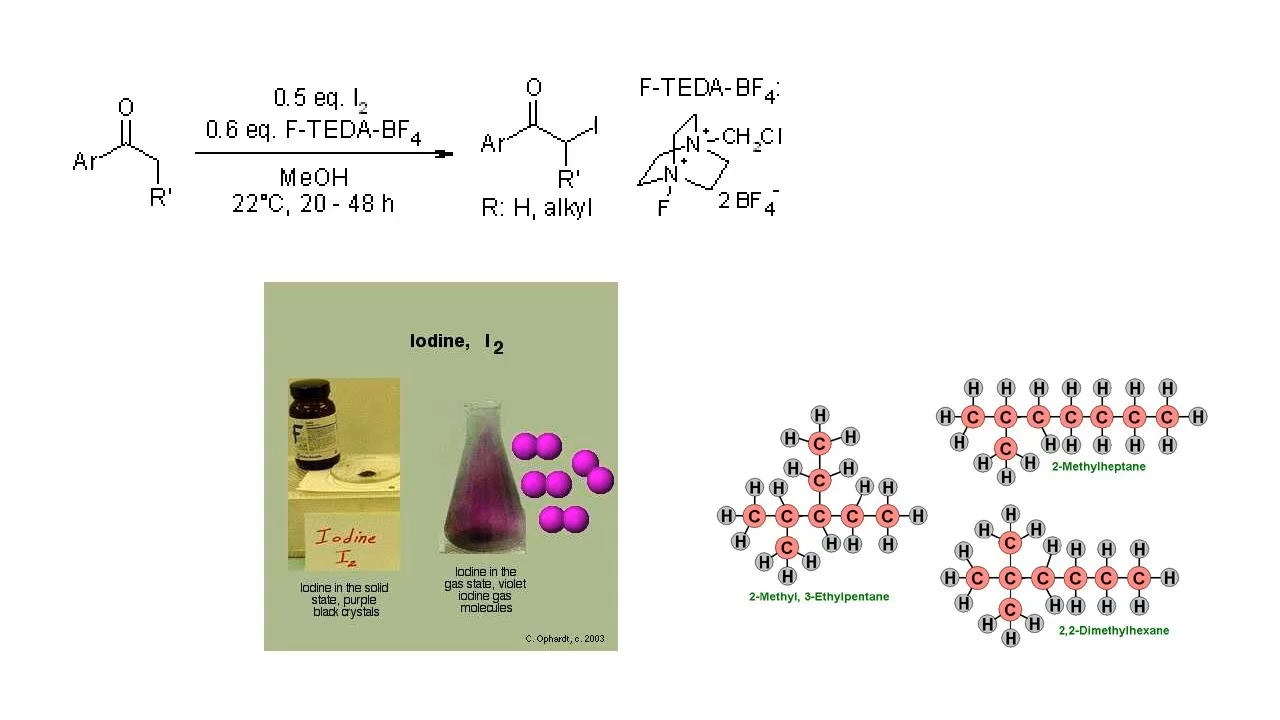 O
Ar
R'
0.5 eq. I2
0.6 eq. F-TEDA-BF4
MeOH
22°C, 20 - 48 h
O
Ar
I
R'
R: H, alkyl
F-TEDA-BF4:
N+
CH2Cl
N+
F
2 BF4-
Iodine, I2
F
Iodine
I2
Iodine in the solid
state, purple
black crystals
Iodine in the
gas state, violet
iodine gas
molecules
C. Ophardt, c. 2003
H
H C H
H C H
H H H H
H C C C C C H
H H H H
H C H
H
2-Methyl, 3-Ethylpentane
H H H H H H H
H C C C C C C C H
H H H H H H
C
H H
H
2-Methylheptane
H
H C H
H H H H H
H C C C C C C H
H H H H H
C
H H
H
2,2-Dimethylhexane